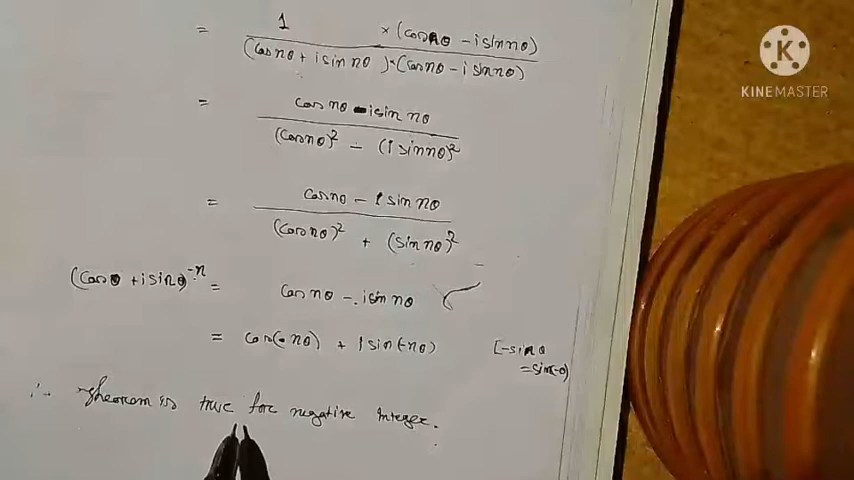 = 1 × (cos nθ - i sin nθ) / (cos nθ + i sin nθ) × (cos nθ - i sin nθ)
= cos nθ - i sin nθ / (cos nθ)² - (i sin nθ)²
= cos nθ - i sin nθ / (cos nθ)² + (sin nθ)²
(cos θ + i sin θ)⁻ⁿ = cos nθ - i sin nθ
= cos(-nθ) + i sin(-nθ) [-sin θ
= sin(-θ)
∴ Theorem is true for negative integer.
K
KINEMASTER